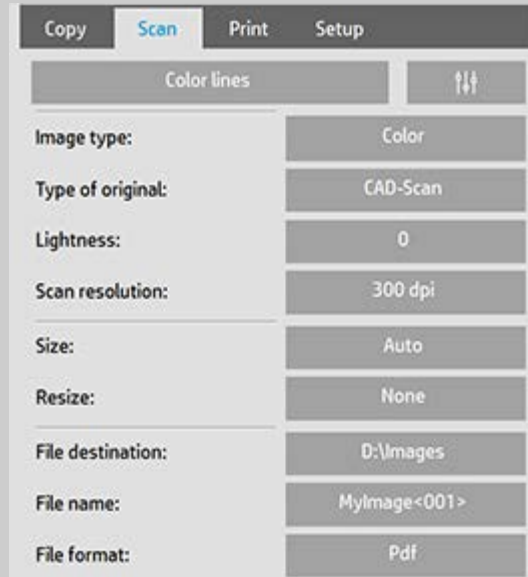 Copy Scan Print Setup
Color lines
Image type: Color
Type of original: CAD-Scan
Lightness: 0
Scan resolution: 300 dpi
Size: Auto
Resize: None
File destination: D:\Images
File name: MyImage<001>
File format: Pdf